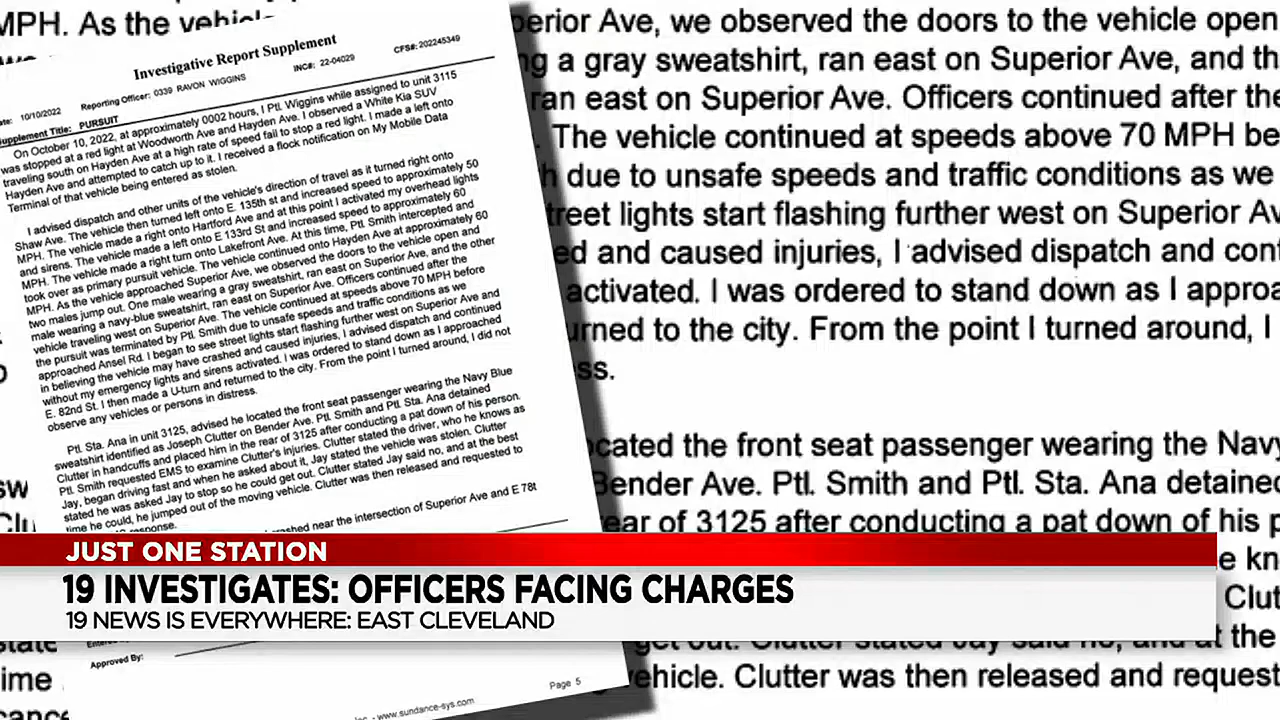 MPH. As the vehicle
Investigative Report Supplement
CFS#: 202245349
INC#: 22-04029
Reporting Officer: 0339 RAVON WIGGINS
10/10/2022
Supplement Title: PURSUIT
On October 10, 2022, at approximately 0002 hours, I Ptl. Wiggins while assigned to unit 3115
was stopped at a red light at Woodworth Ave and Hayden Ave. I observed a White Kia SUV
traveling south on Hayden Ave at a high rate of speed fail to stop a red light. I made a left onto
Hayden Ave and attempted to catch up to it. I received a flock notification on My Mobile Data
Terminal of that vehicle being entered as stolen.
I advised dispatch and other units of the vehicle's direction of travel as it turned right onto
Shaw Ave. The vehicle then turned left onto E. 135th st and increased speed to approximately 50
MPH. The vehicle made a right onto Hartford Ave and at this point I activated my overhead lights
and sirens. The vehicle made a left onto E 133rd St and increased speed to approximately 60
MPH. The vehicle made a right turn onto Lakefront Ave. At this time, Ptl. Smith intercepted and
took over as primary pursuit vehicle. The vehicle continued onto Hayden Ave at approximately 60
MPH. As the vehicle approached Superior Ave, we observed the doors to the vehicle open and
two males jump out. One male wearing a gray sweatshirt, ran east on Superior Ave, and the other
male wearing a navy-blue sweatshirt, ran east on Superior Ave. Officers continued after the
vehicle traveling west on Superior Ave. The vehicle continued at speeds above 70 MPH before
the pursuit was terminated by Ptl. Smith due to unsafe speeds and traffic conditions as we
approached Ansel Rd. I began to see street lights start flashing further west on Superior Ave and
in believing the vehicle may have crashed and caused injuries, I advised dispatch and continued
without my emergency lights and sirens activated. I was ordered to stand down as I approached
E. 82nd St. I then made a U-turn and returned to the city. From the point I turned around, I did not
observe any vehicles or persons in distress.
Ptl. Sta. Ana in unit 3125, advised he located the front seat passenger wearing the Navy Blue
sweatshirt identified as Joseph Clutter on Bender Ave. Ptl. Smith and Ptl. Sta. Ana detained
Clutter in handcuffs and placed him in the rear of 3125 after conducting a pat down of his person.
Ptl. Smith requested EMS to examine Clutter's injuries. Clutter stated the driver, who he knows as
Jay, began driving fast and when he asked about it, Jay stated the vehicle was stolen. Clutter
stated he was asked Jay to stop so he could get out. Clutter stated Jay said no, and at the best
time he could, he jumped out of the moving vehicle. Clutter was then released and requested to
response.
crashed near the intersection of Superior Ave and E 78t
Approved By:
Page 5
www.sundance-sys.com
perior Ave, we observed the doors to the vehicle open
g a gray sweatshirt, ran east on Superior Ave, and th
ran east on Superior Ave. Officers continued after the
The vehicle continued at speeds above 70 MPH be
h due to unsafe speeds and traffic conditions as we
treet lights start flashing further west on Superior Av
ed and caused injuries, I advised dispatch and cont
activated. I was ordered to stand down as I approa
urned to the city. From the point I turned around, I
ss.
ocated the front seat passenger wearing the Navy
Bender Ave. Ptl. Smith and Ptl. Sta. Ana detained
ear of 3125 after conducting a pat down of his p
e kn
Clut
get out. Clutter stated Jay said no, and at the
vehicle. Clutter was then released and request
sw
Clu
state
ime
JUST ONE STATION
19 INVESTIGATES: OFFICERS FACING CHARGES
19 NEWS IS EVERYWHERE: EAST CLEVELAND